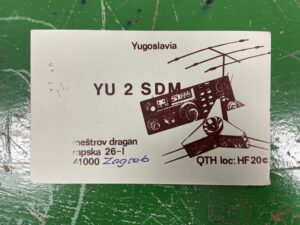 Yugoslavia
YU 2 SDM
meštrov dragan
rapska 26-I
41000 Zagreb
QTH loc: HF 20c